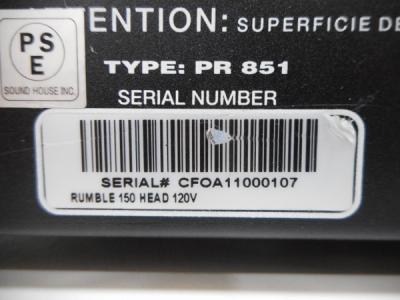 ENTION: SUPERFICIE DE
PS
E
SOUND HOUSE INC.
TYPE: PR 851
SERIAL NUMBER
SERIAL# CFOA11000107
RUMBLE 150 HEAD 120V